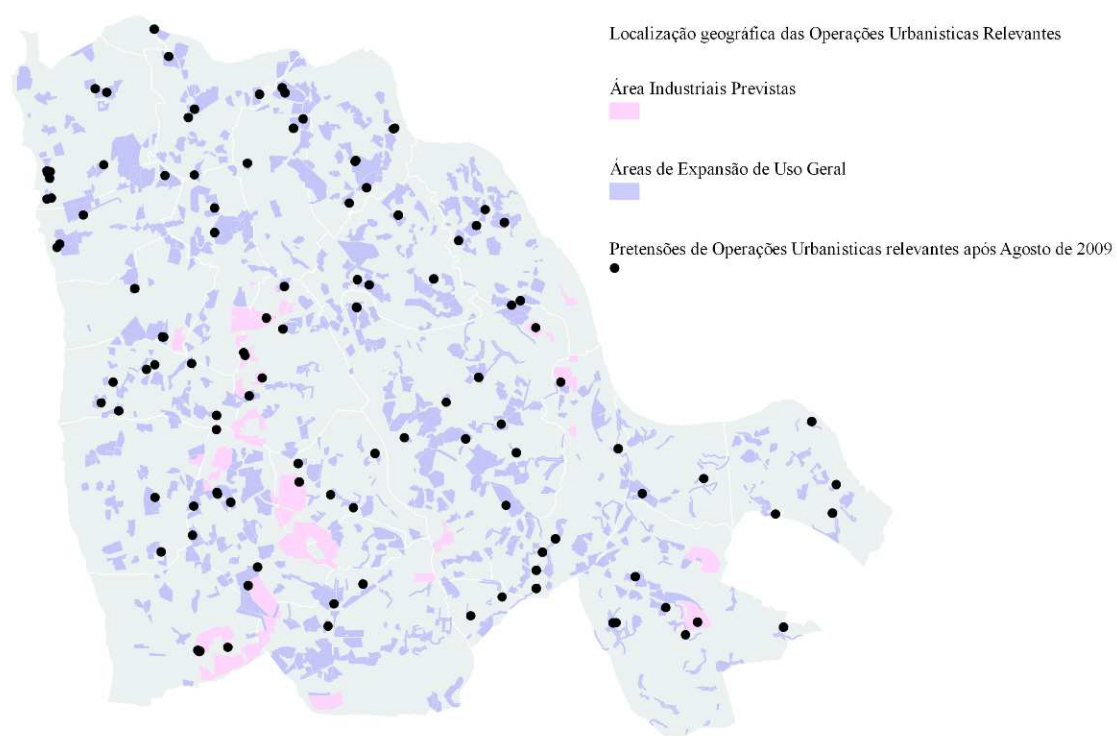 Localização geográfica das Operações Urbanisticas Relevantes
Área Industriais Previstas
Áreas de Expansão de Uso Geral
Pretensões de Operações Urbanisticas relevantes após Agosto de 2009